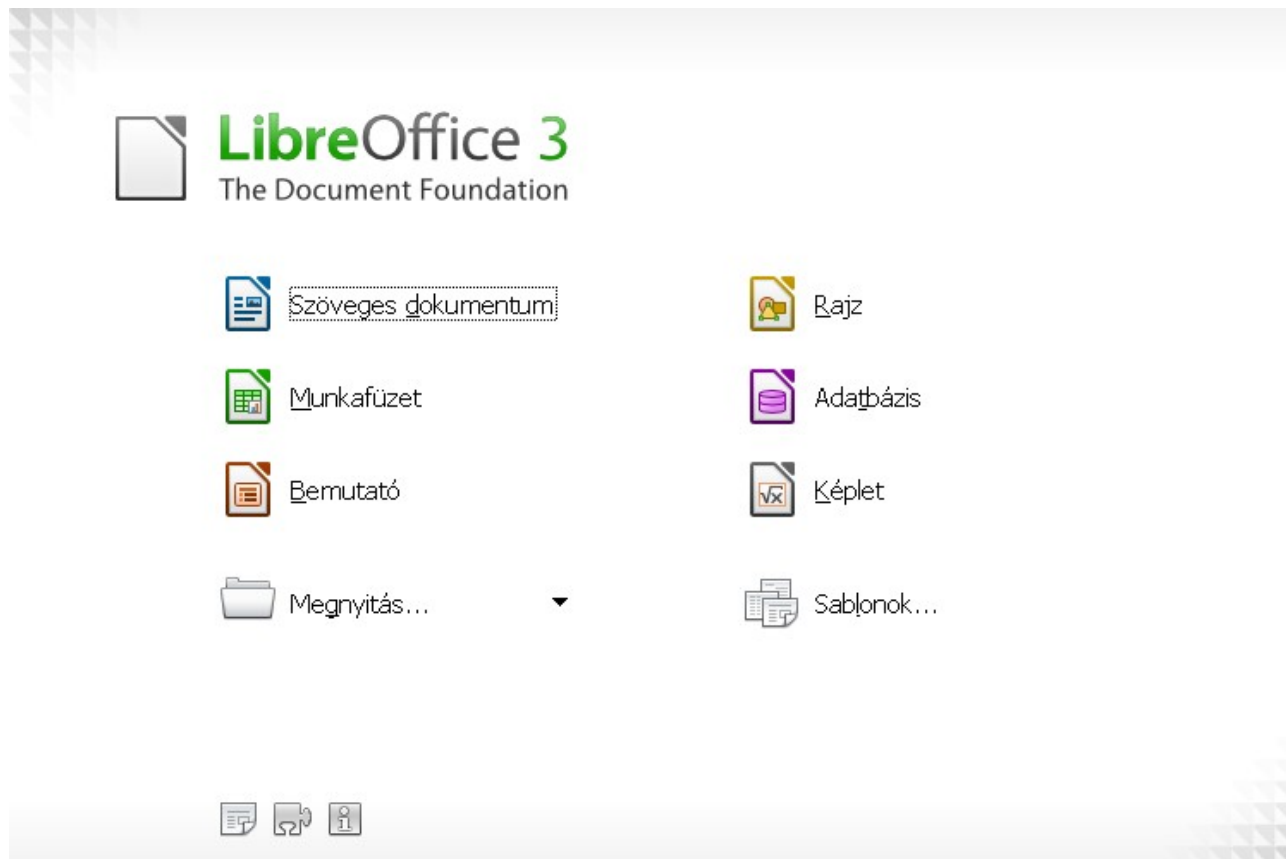 LibreOffice 3
The Document Foundation
Szöveges dokumentum
Rajz
Munkafüzet
Adatbázis
Bemutató
Képlet
Megnyitás...
Sablonok...